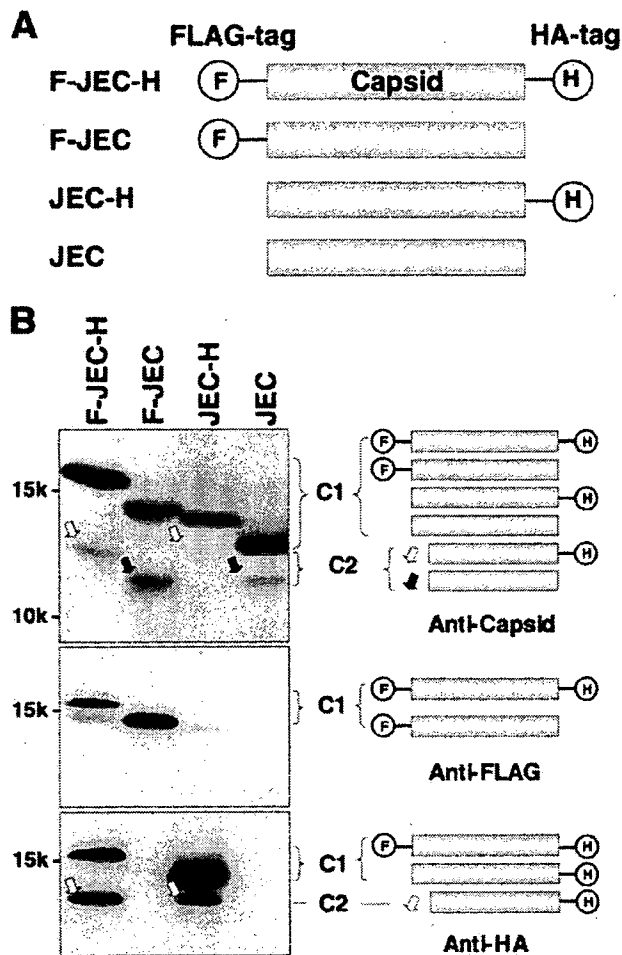 A
FLAG-tag HA-tag
F-JEC-H F Capsid H
F-JEC F
JEC-H H
JEC
B
F-JEC-H F-JEC JEC-H JEC
F H
F
15k C1 H
C2 H
10k
Anti-Capsid
15k C1 F H
F
Anti-FLAG
15k C1 F H
H
C2 H
Anti-HA